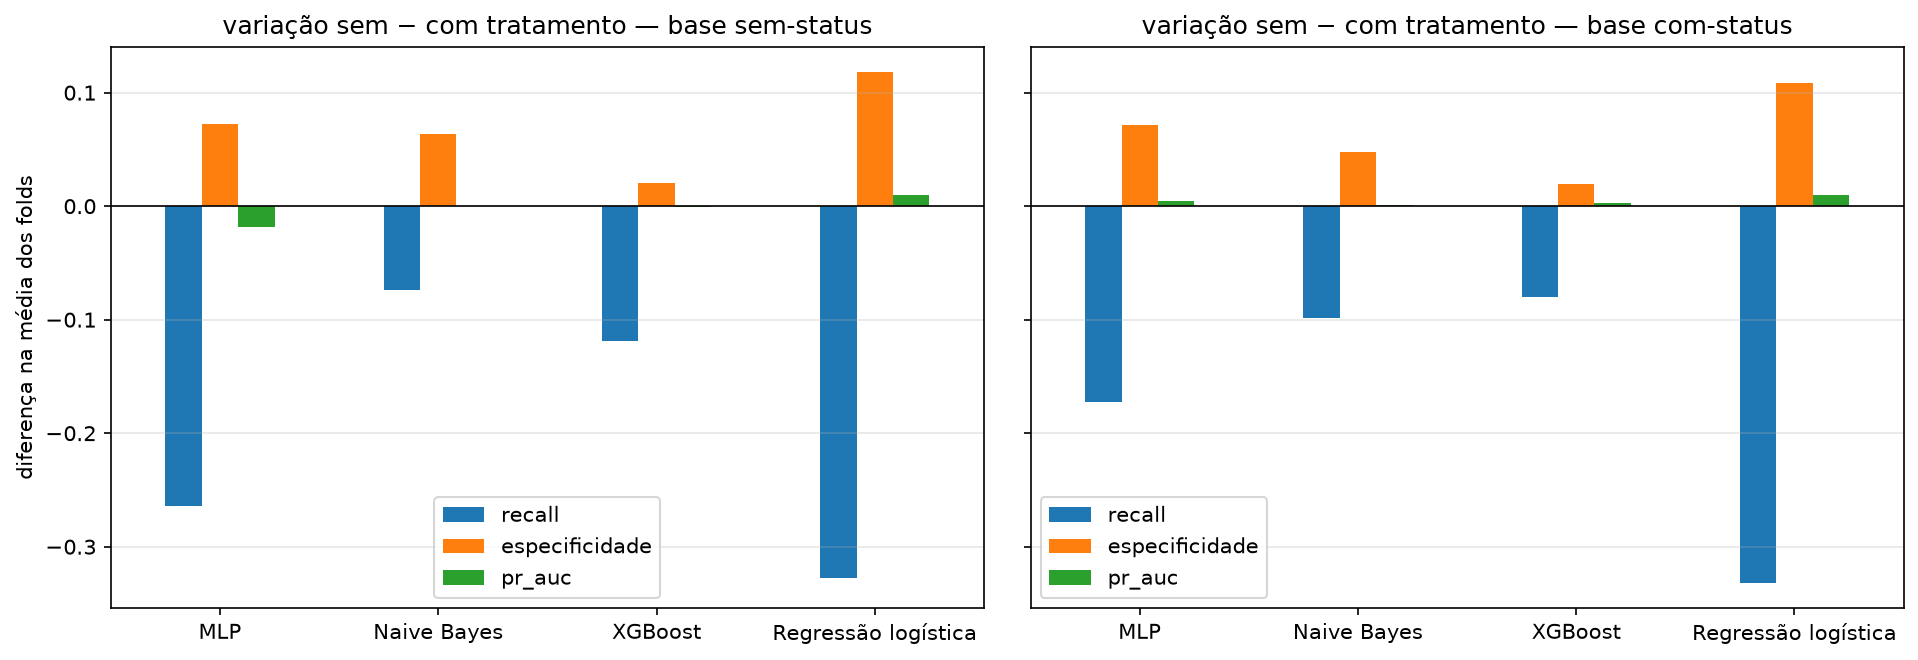 variação sem − com tratamento — base sem-status
diferença na média dos folds
0.1
0.0
−0.1
−0.2
−0.3
recall
especificidade
pr_auc
MLP
Naive Bayes
XGBoost
Regressão logística
variação sem − com tratamento — base com-status
recall
especificidade
pr_auc
MLP
Naive Bayes
XGBoost
Regressão logística